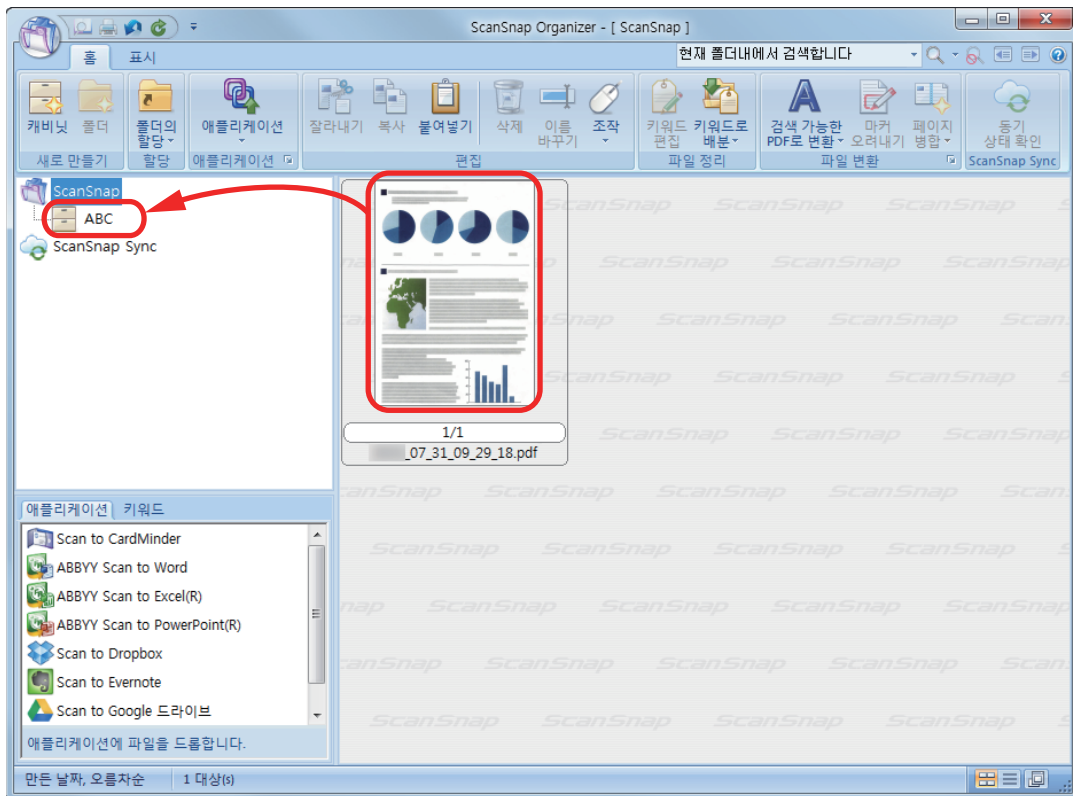 ScanSnap Organizer - [ ScanSnap ]
홈 표시 현재 폴더내에서 검색합니다
캐비닛 폴더 폴더의 할당 애플리케이션 잘라내기 복사 붙여넣기 삭제 이름 바꾸기 조작 키워드 편집 키워드로 배분 검색 가능한 PDF로 변환 마커 오려내기 페이지 병합 동기 상태 확인
새로 만들기 할당 애플리케이션 편집 파일 정리 파일 변환 ScanSnap Sync
ScanSnap
ABC
ScanSnap Sync
1/1
_07_31_09_29_18.pdf
애플리케이션 키워드
Scan to CardMinder
ABBYY Scan to Word
ABBYY Scan to Excel(R)
ABBYY Scan to PowerPoint(R)
Scan to Dropbox
Scan to Evernote
Scan to Google 드라이브
애플리케이션에 파일을 드롭합니다.
만든 날짜, 오름차순 1 대상(s)